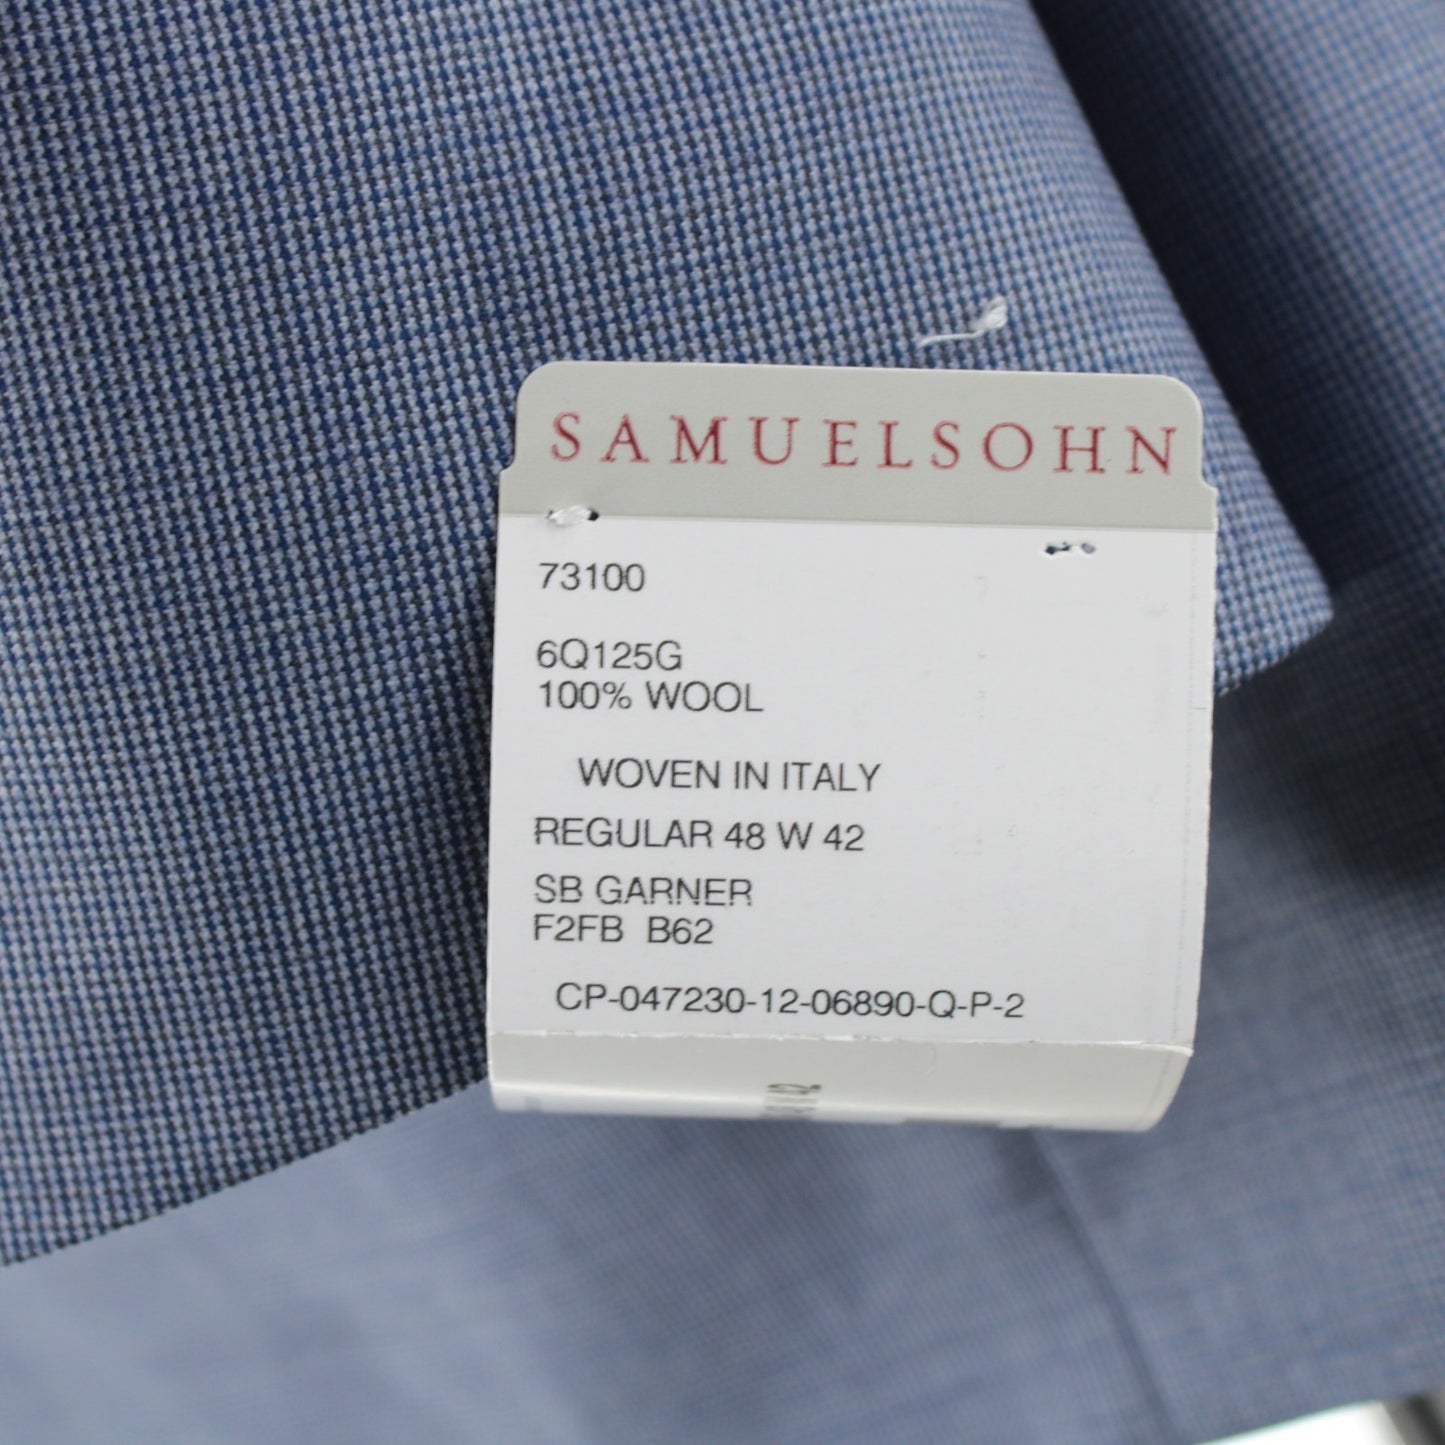 SAMUELSOHN
73100
6Q125G
100% WOOL
WOVEN IN ITALY
REGULAR 48 W 42
SB GARNER
F2FB B62
CP-047230-12-06890-Q-P-2